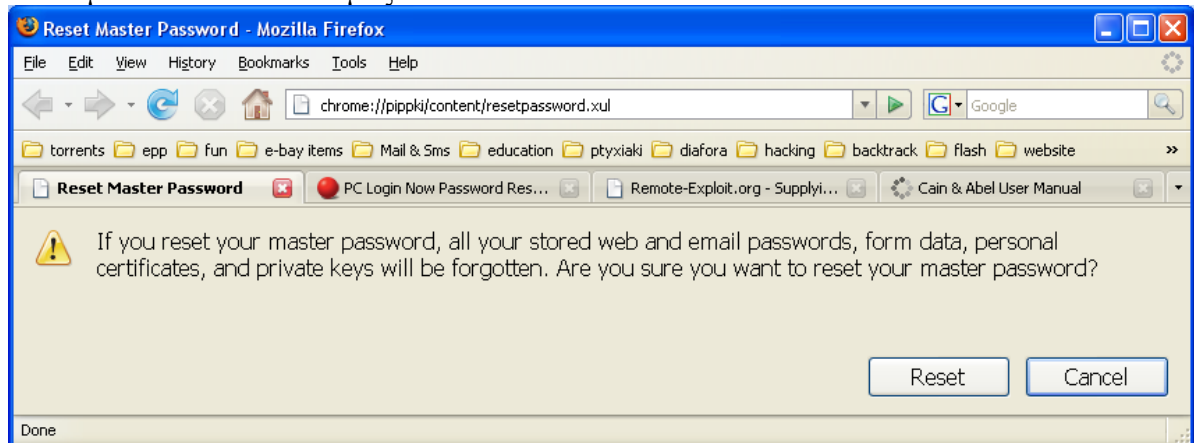 Reset Master Password - Mozilla Firefox
File Edit View History Bookmarks Tools Help
chrome://pippki/content/resetpassword.xul G Google
torrents epp fun e-bay items Mail & Sms education ptyxiaki diafora hacking backtrack flash website »
Reset Master Password PC Login Now Password Res... Remote-Exploit.org - Supplyi... Cain & Abel User Manual
If you reset your master password, all your stored web and email passwords, form data, personal
certificates, and private keys will be forgotten. Are you sure you want to reset your master password?
Reset Cancel
Done